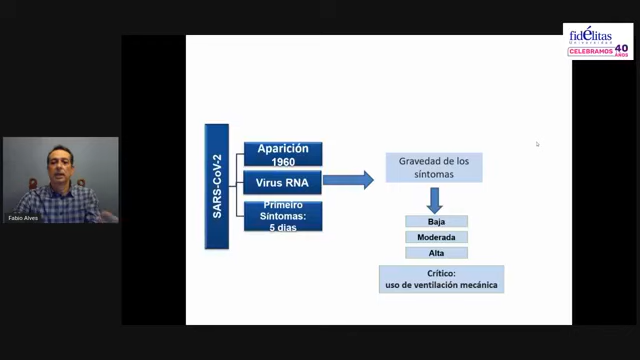 fidélitas
Universidad
CELEBRAMOS 40
AÑOS
SARS-CoV-2
Aparición
1960
Virus RNA
Primeiro
Síntomas:
5 dias
Gravedad de los
síntomas
Baja
Moderada
Alta
Crítico:
uso de ventilación mecánica
Fabio Alves